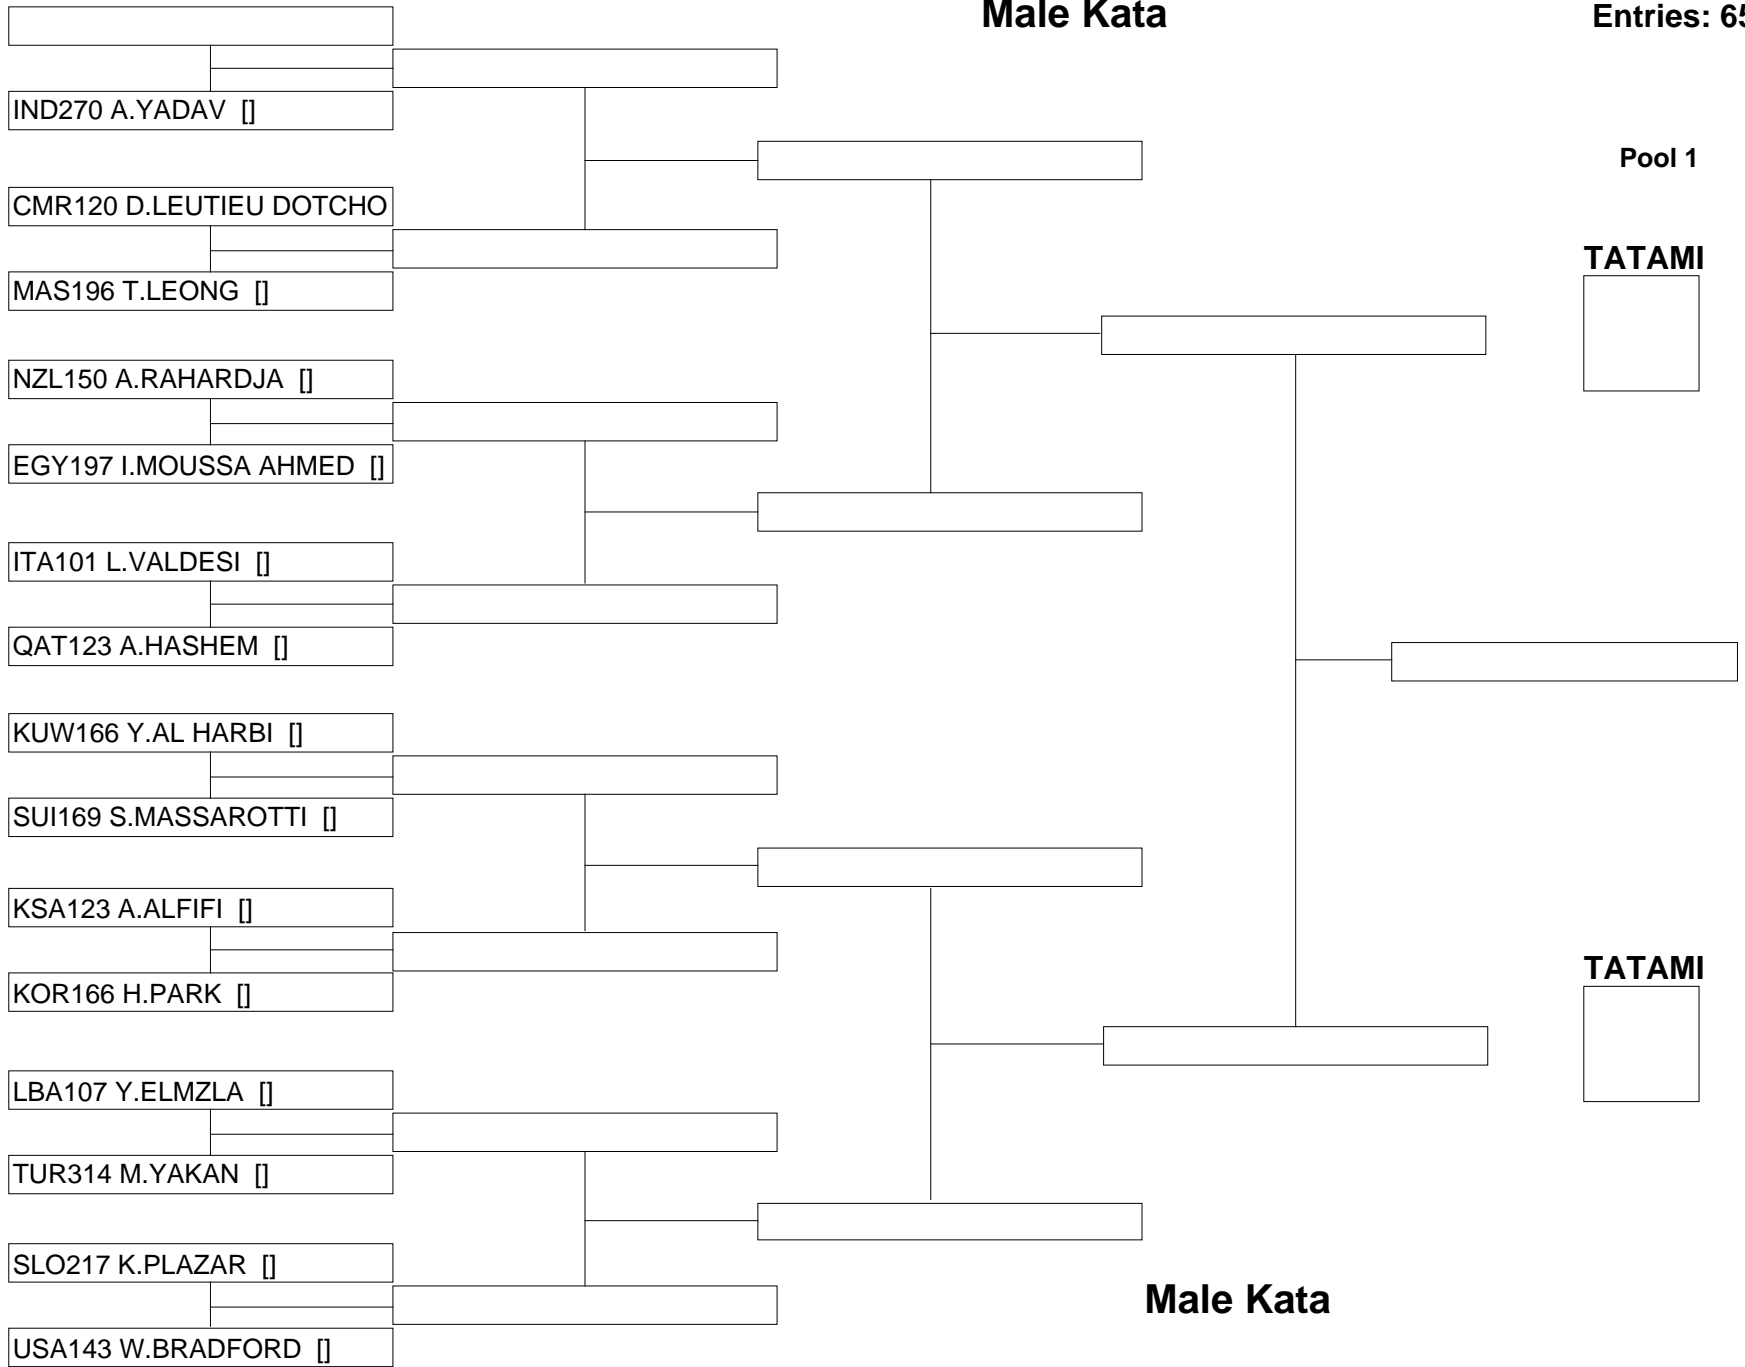 Male Kata
Entries: 65
IND270 A.YADAV []
Pool 1
CMR120 D.LEUTIEU DOTCHO
TATAMI
MAS196 T.LEONG []
NZL150 A.RAHARDJA []
EGY197 I.MOUSSA AHMED []
ITA101 L.VALDESI []
QAT123 A.HASHEM []
KUW166 Y.AL HARBI []
SUI169 S.MASSAROTTI []
KSA123 A.ALFIFI []
TATAMI
KOR166 H.PARK []
LBA107 Y.ELMZLA []
TUR314 M.YAKAN []
SLO217 K.PLAZAR []
Male Kata
USA143 W.BRADFORD []